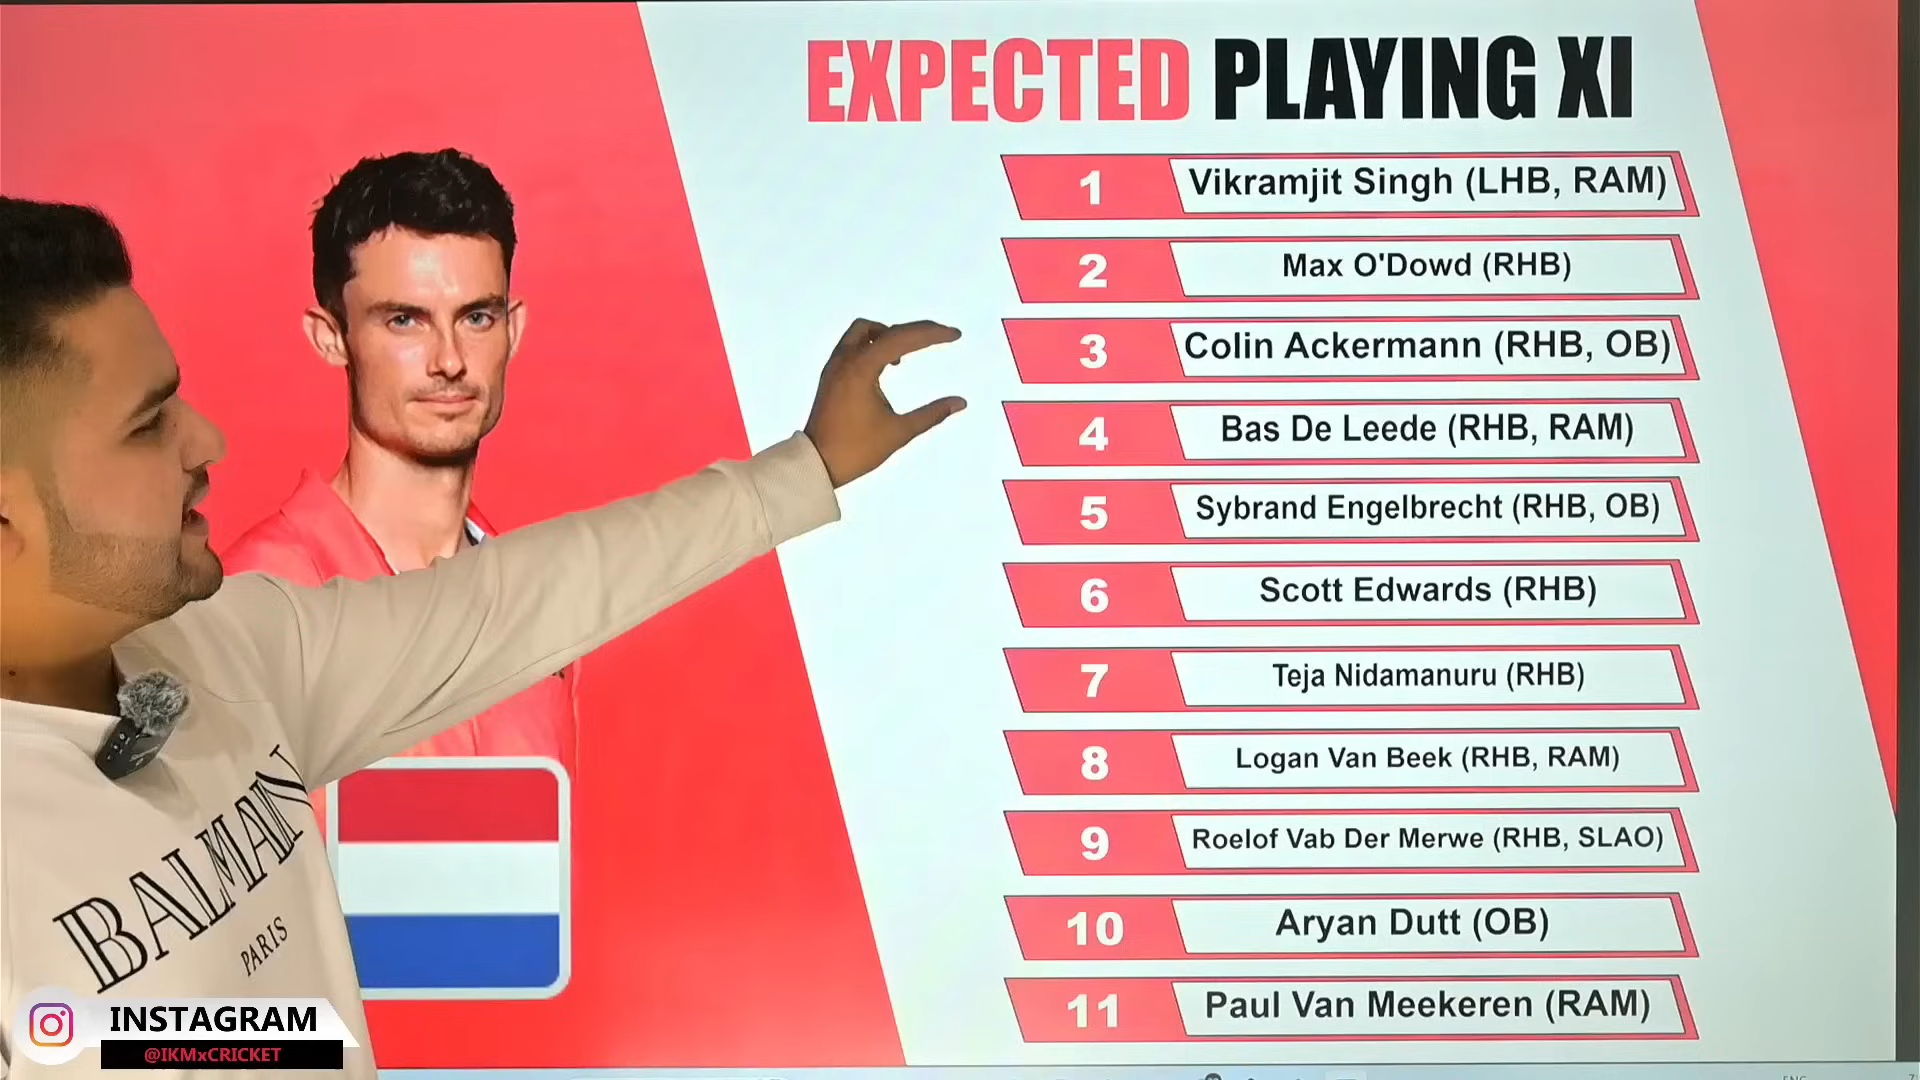 EXPECTED PLAYING XI
1 Vikramjit Singh (LHB, RAM)
2 Max O'Dowd (RHB)
3 Colin Ackermann (RHB, OB)
4 Bas De Leede (RHB, RAM)
5 Sybrand Engelbrecht (RHB, OB)
6 Scott Edwards (RHB)
7 Teja Nidamanuru (RHB)
8 Logan Van Beek (RHB, RAM)
9 Roelof Vab Der Merwe (RHB, SLAO)
10 Aryan Dutt (OB)
11 Paul Van Meekeren (RAM)
BALMAIN
PARIS
INSTAGRAM
@IKMxCRICKET